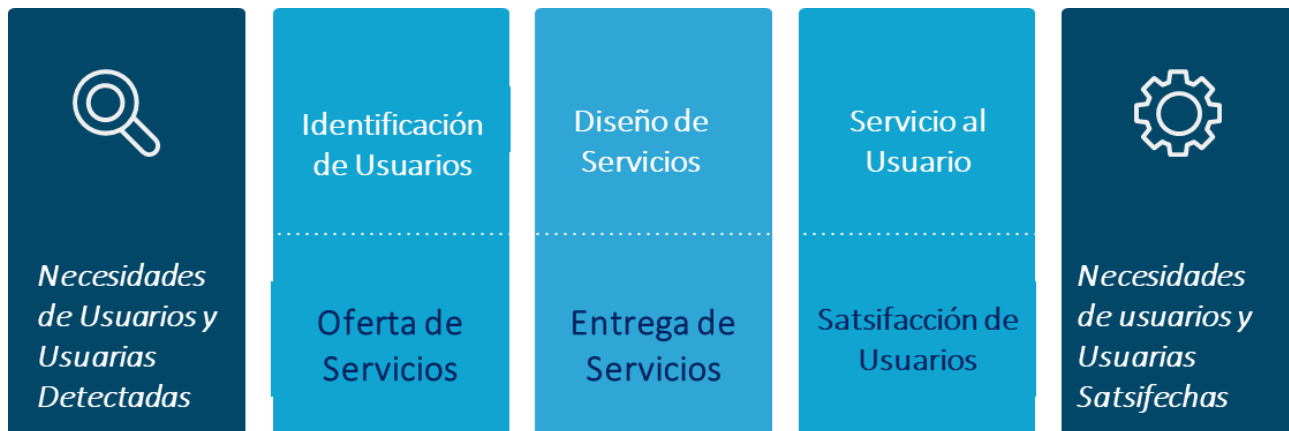 Necesidades
de Usuarios y
Usuarias
Detectadas
Identificación
de Usuarios
Oferta de
Servicios
Diseño de
Servicios
Entrega de
Servicios
Servicio al
Usuario
Satsifacción de
Usuarios
Necesidades
de usuarios y
Usuarias
Satsifechas